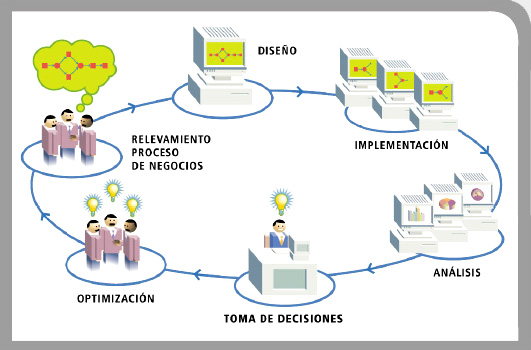 DISEÑO
RELEVAMIENTO
PROCESO
DE NEGOCIOS
IMPLEMENTACIÓN
ANÁLISIS
TOMA DE DECISIONES
OPTIMIZACIÓN